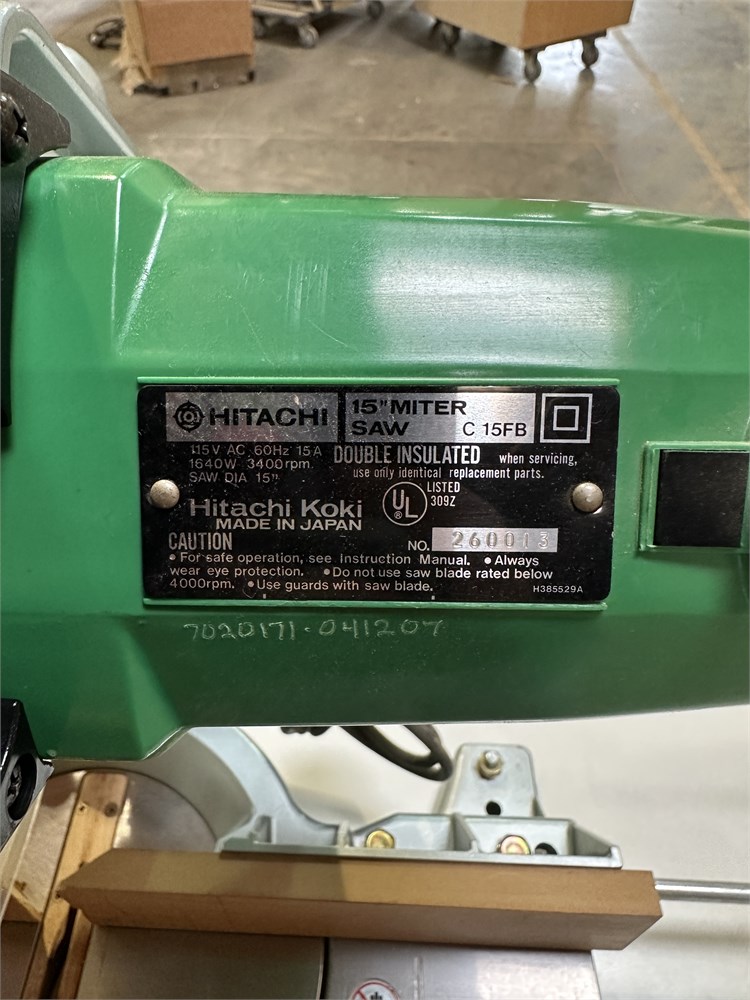 HITACHI
15" MITER
SAW C 15FB
115V AC 60Hz 15A
1640W 3400rpm
SAW DIA 15"
DOUBLE INSULATED when servicing,
use only identical replacement parts.
Hitachi Koki
MADE IN JAPAN
UL
®
LISTED
309Z
NO. 260013
CAUTION
• For safe operation, see Instruction Manual. • Always
wear eye protection. • Do not use saw blade rated below
4000rpm. • Use guards with saw blade.
H385529A
7020171-041207